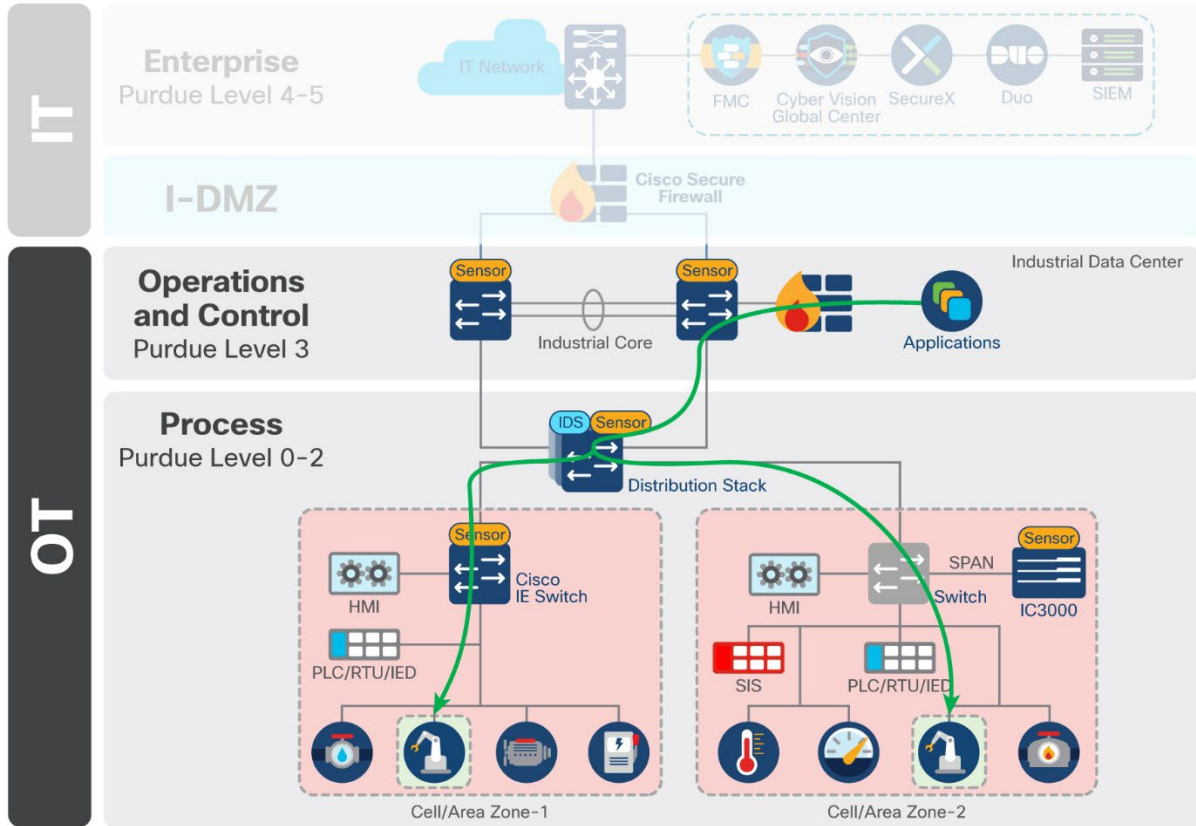 IT
Enterprise
Purdue Level 4-5
IT Network
FMC
Cyber Vision
Global Center
SecureX
DUO
Duo
SIEM
I-DMZ
Cisco Secure
Firewall
OT
Operations
and Control
Purdue Level 3
Sensor
Sensor
Industrial Core
Industrial Data Center
Applications
Process
Purdue Level 0-2
IDS
Sensor
Distribution Stack
Sensor
HMI
Cisco
IE Switch
PLC/RTU/IED
Cell/Area Zone-1
HMI
Switch
SPAN
Sensor
IC3000
SIS
PLC/RTU/IED
Cell/Area Zone-2